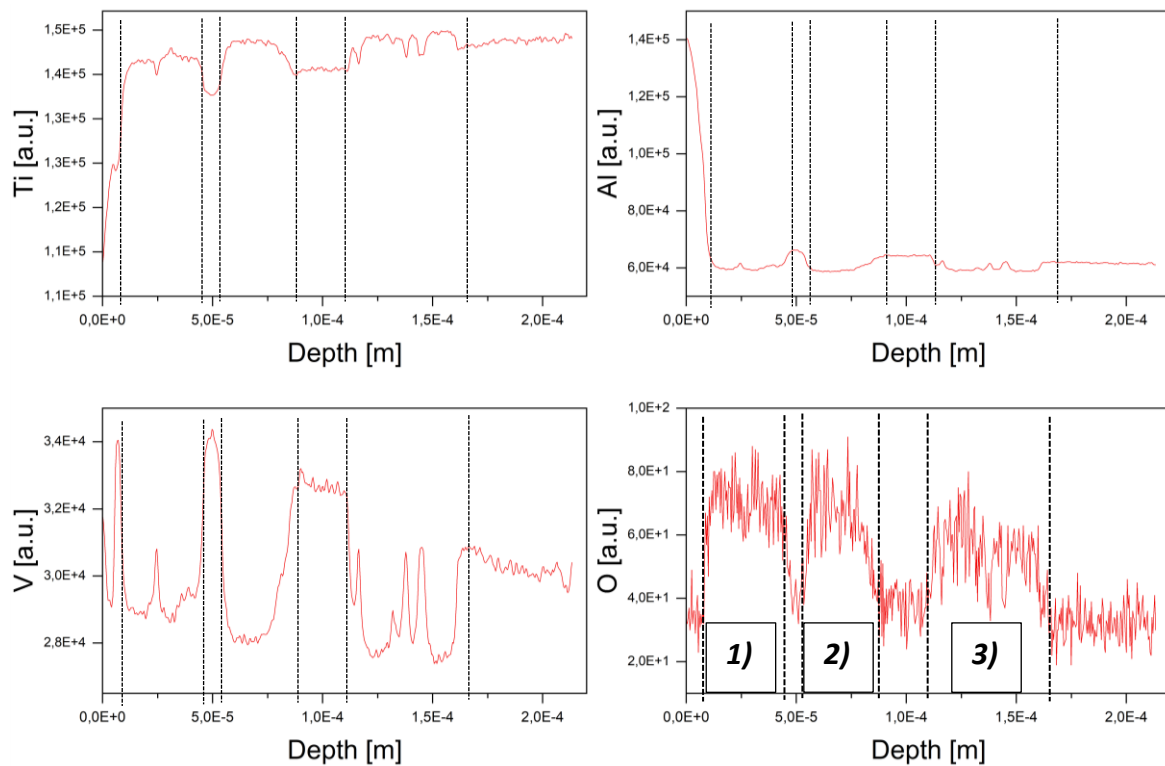 1,5E+5
1,4E+5
1,4E+5
1,3E+5
1,3E+5
1,2E+5
1,2E+5
1,1E+5
1,1E+5
Ti [a.u.]
0,0E+0 5,0E-5 1,0E-4 1,5E-4 2,0E-4
Depth [m]
1,4E+5
1,2E+5
1,0E+5
8,0E+4
6,0E+4
Al [a.u.]
0,0E+0 5,0E-5 1,0E-4 1,5E-4 2,0E-4
Depth [m]
3,4E+4
3,2E+4
3,0E+4
2,8E+4
V [a.u.]
0,0E+0 5,0E-5 1,0E-4 1,5E-4 2,0E-4
Depth [m]
1,0E+2
8,0E+1
6,0E+1
4,0E+1
2,0E+1
O [a.u.]
1) 2) 3)
0,0E+0 5,0E-5 1,0E-4 1,5E-4 2,0E-4
Depth [m]